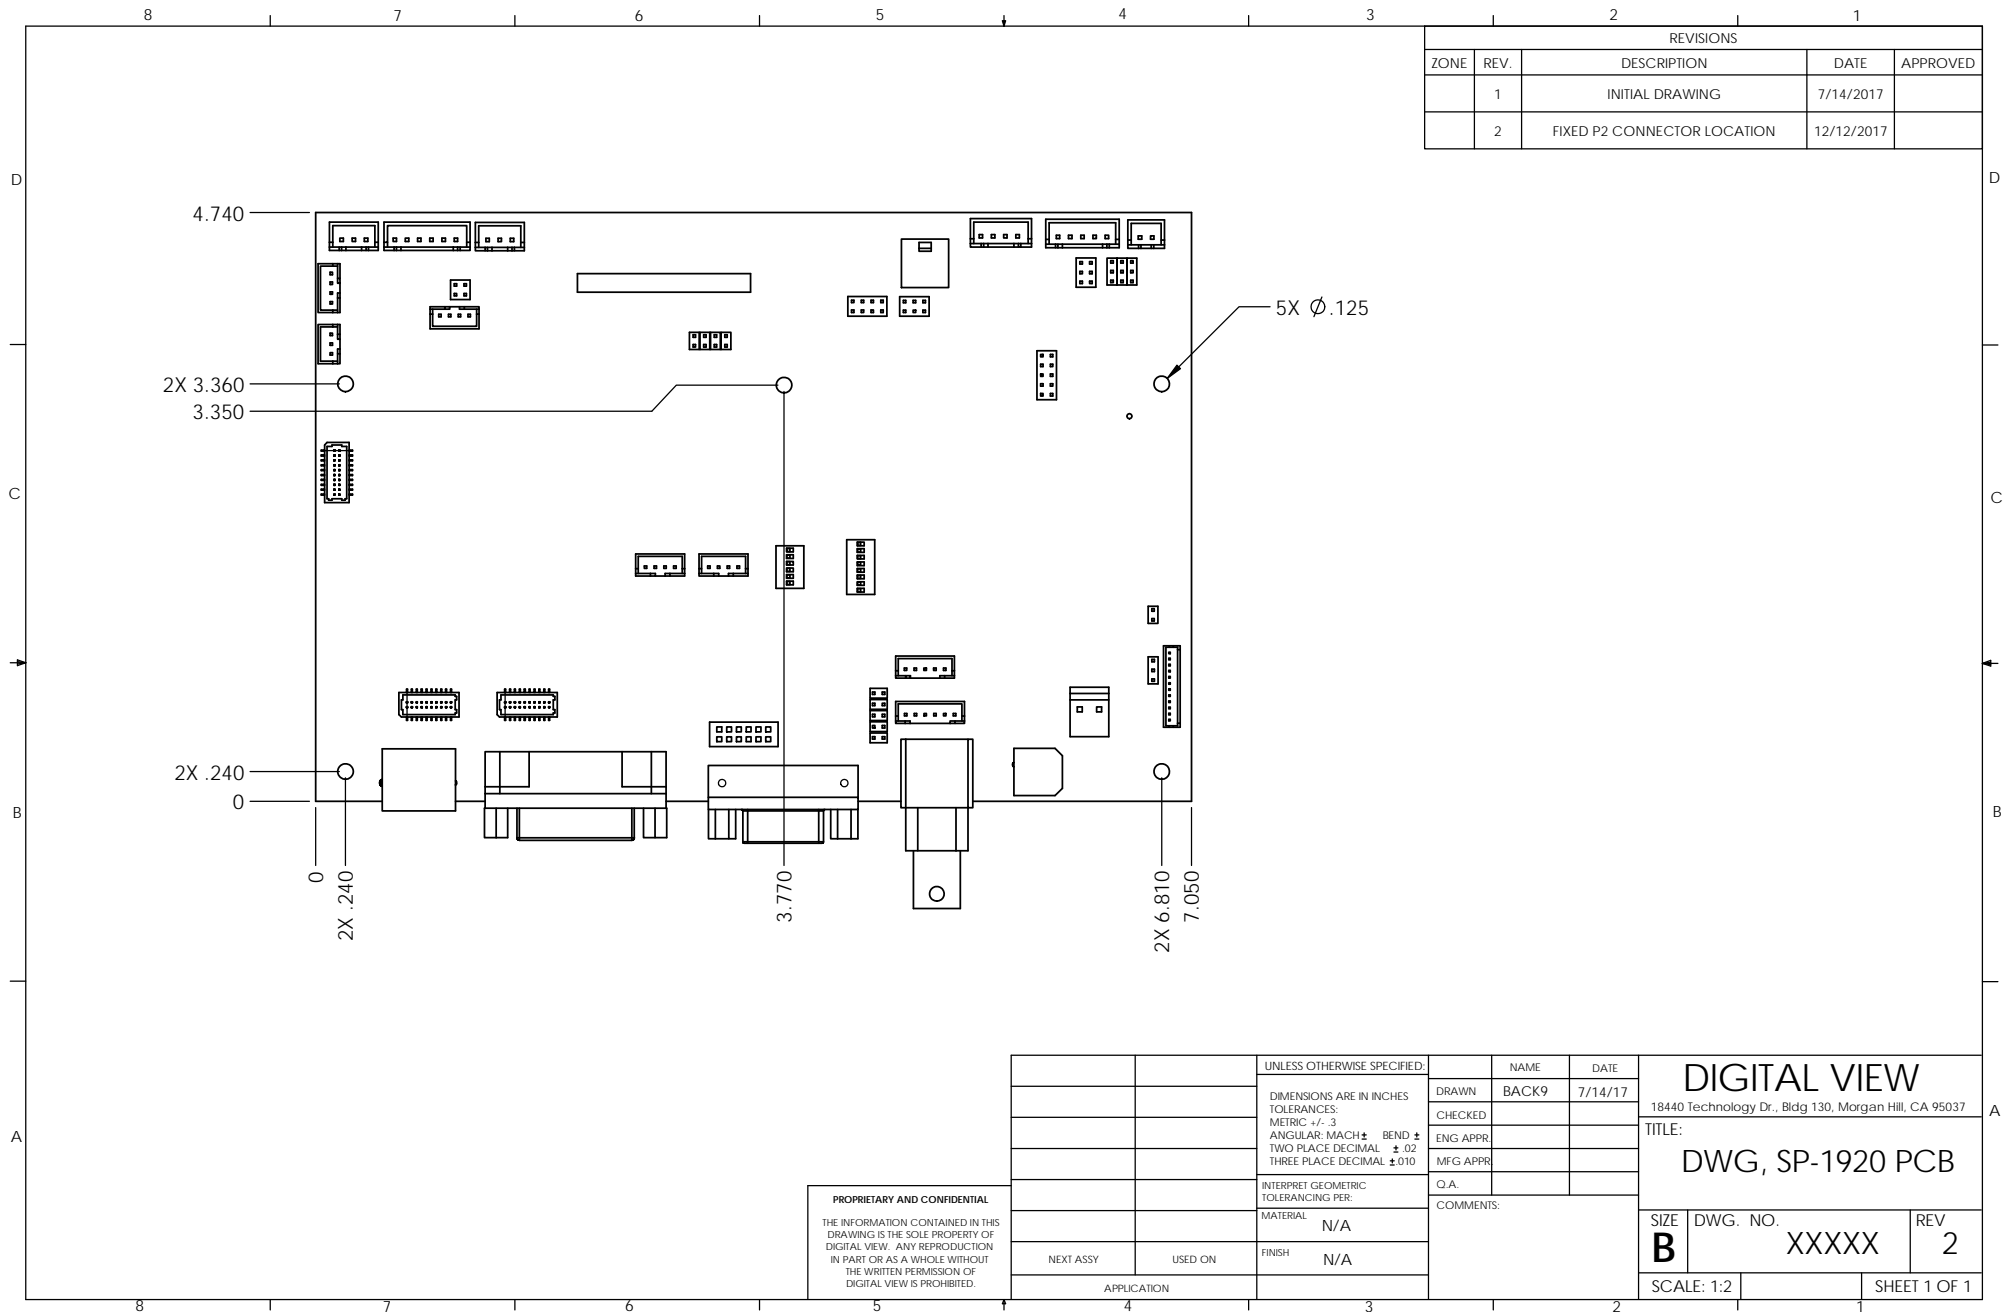 8 7 6 5 4 3 2 1
REVISIONS
ZONE REV. DESCRIPTION DATE APPROVED
1 INITIAL DRAWING 7/14/2017
2 FIXED P2 CONNECTOR LOCATION 12/12/2017
D D
4.740
5X Ø.125
2X 3.360
3.350
C C
2X .240
0
B B
0
2X .240
3.770
2X 6.810
7.050
A A
UNLESS OTHERWISE SPECIFIED:
DIMENSIONS ARE IN INCHES
TOLERANCES:
METRIC +/- .3
ANGULAR: MACH ± BEND ±
TWO PLACE DECIMAL ± .02
THREE PLACE DECIMAL ±.010
INTERPRET GEOMETRIC
TOLERANCING PER:
MATERIAL
N/A
FINISH
N/A
NEXT ASSY USED ON
APPLICATION
NAME DATE
DRAWN BACK9 7/14/17
CHECKED
ENG APPR.
MFG APPR.
Q.A.
COMMENTS:
DIGITAL VIEW
18440 Technology Dr., Bldg 130, Morgan Hill, CA 95037
TITLE:
DWG, SP-1920 PCB
SIZE
B
DWG. NO.
XXXXX
REV
2
SCALE: 1:2
SHEET 1 OF 1
PROPRIETARY AND CONFIDENTIAL
THE INFORMATION CONTAINED IN THIS
DRAWING IS THE SOLE PROPERTY OF
DIGITAL VIEW. ANY REPRODUCTION
IN PART OR AS A WHOLE WITHOUT
THE WRITTEN PERMISSION OF
DIGITAL VIEW IS PROHIBITED.
8 7 6 5 4 3 2 1